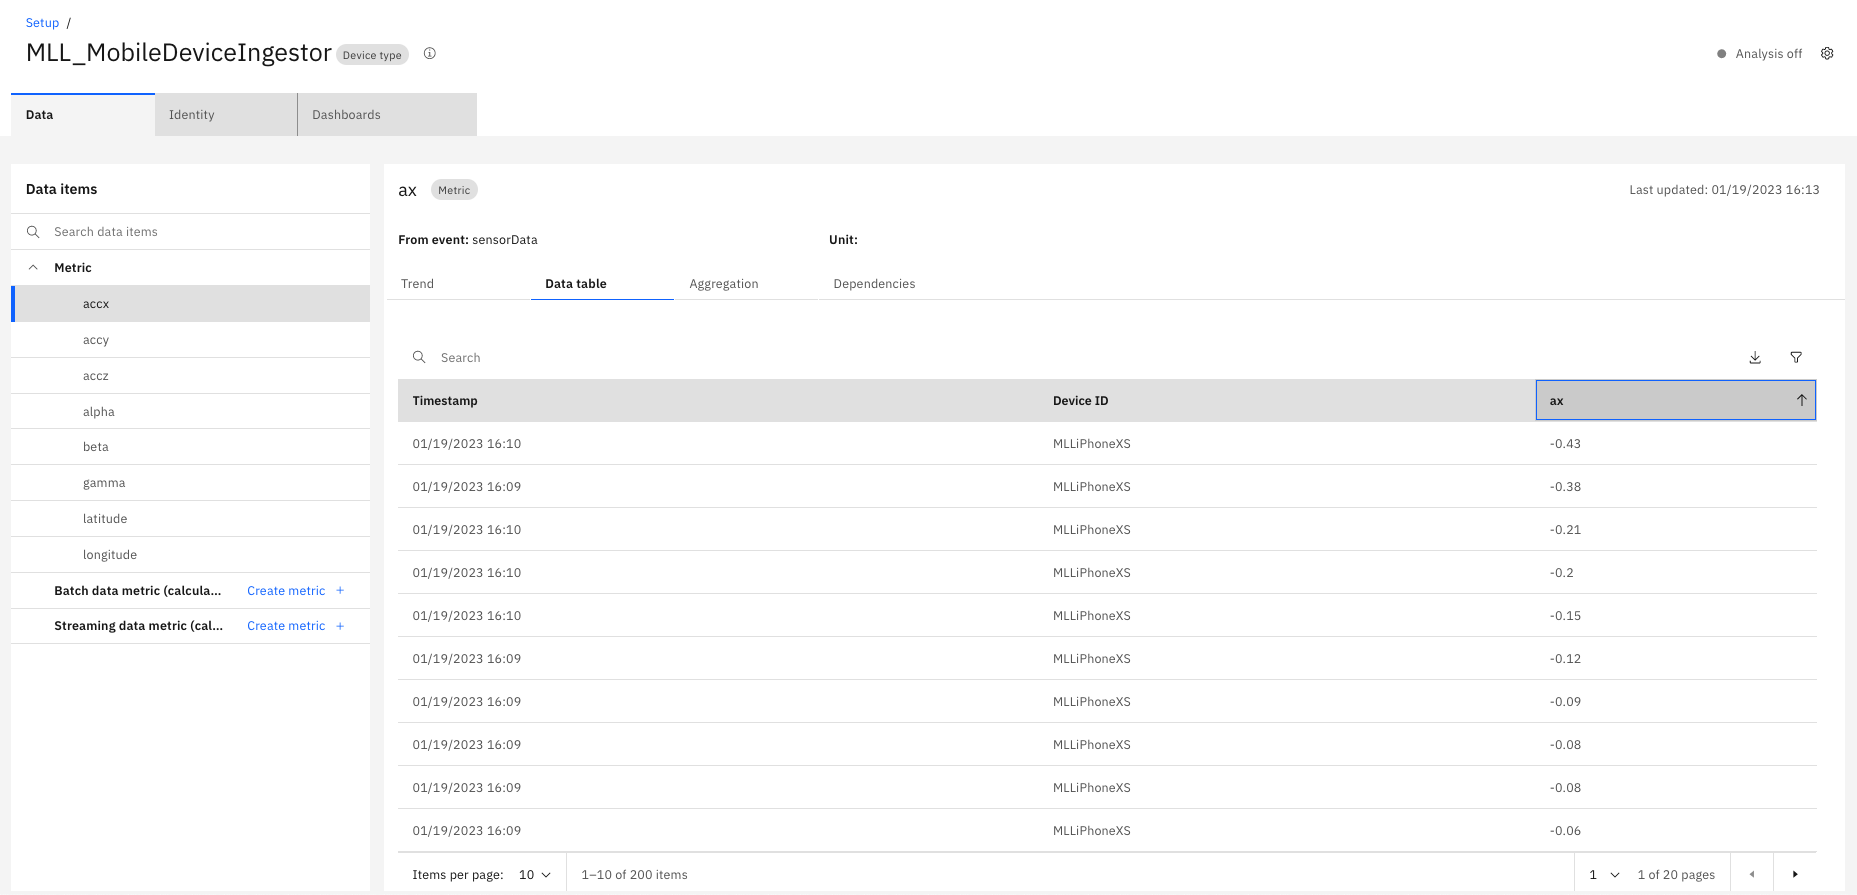 Setup /
MLL_MobileDeviceIngestor Device type
Analysis off
Data Identity Dashboards
Data items
Search data items
Metric
accx
accy
accz
alpha
beta
gamma
latitude
longitude
Batch data metric (calcula... Create metric +
Streaming data metric (cal... Create metric +
ax Metric
Last updated: 01/19/2023 16:13
From event: sensorData Unit:
Trend Data table Aggregation Dependencies
Search
Timestamp Device ID ax
01/19/2023 16:10 MLLiPhoneXS -0.43
01/19/2023 16:09 MLLiPhoneXS -0.38
01/19/2023 16:10 MLLiPhoneXS -0.21
01/19/2023 16:10 MLLiPhoneXS -0.2
01/19/2023 16:10 MLLiPhoneXS -0.15
01/19/2023 16:09 MLLiPhoneXS -0.12
01/19/2023 16:09 MLLiPhoneXS -0.09
01/19/2023 16:09 MLLiPhoneXS -0.08
01/19/2023 16:09 MLLiPhoneXS -0.08
01/19/2023 16:09 MLLiPhoneXS -0.06
Items per page: 10 1–10 of 200 items 1 1 of 20 pages